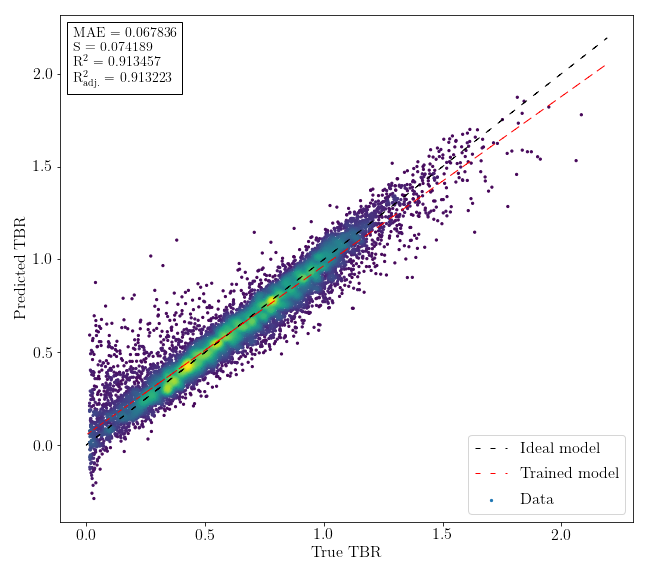 MAE = 0.067836
S = 0.074189
R² = 0.913457
R²adj. = 0.913223
2.0
1.5
1.0
0.5
0.0
Predicted TBR
Ideal model
Trained model
Data
0.0 0.5 1.0 1.5 2.0
True TBR